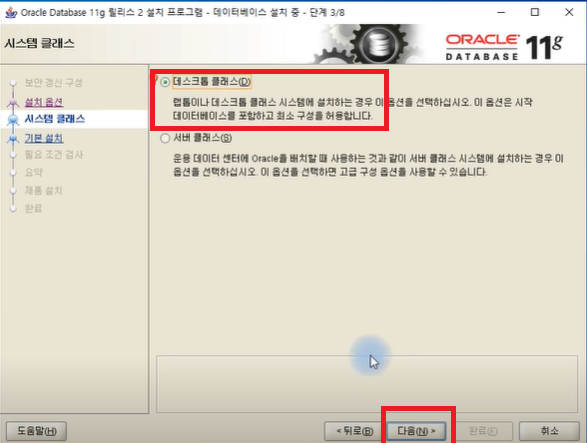 Oracle Database 11g 릴리스 2 설치 프로그램 - 데이터베이스 설치 중 - 단계 3/8
시스템 클래스
ORACLE 11g
DATABASE
보안 갱신 구성
설치 옵션
시스템 클래스
기본 설치
필요 조건 검사
요약
제품 설치
완료
데스크톱 클래스(D)
랩톱이나 데스크톱 클래스 시스템에 설치하는 경우 이 옵션을 선택하십시오. 이 옵션은 시작
데이터베이스를 포함하고 최소 구성을 허용합니다.
서버 클래스(S)
운용 데이터 센터에 Oracle을 배치할 때 사용하는 것과 같이 서버 클래스 시스템에 설치하는 경우 이
옵션을 선택하십시오. 이 옵션을 선택하면 고급 구성 옵션을 사용할 수 있습니다.
도움말(H) < 뒤로(B) 다음(N) > 완료(F) 취소